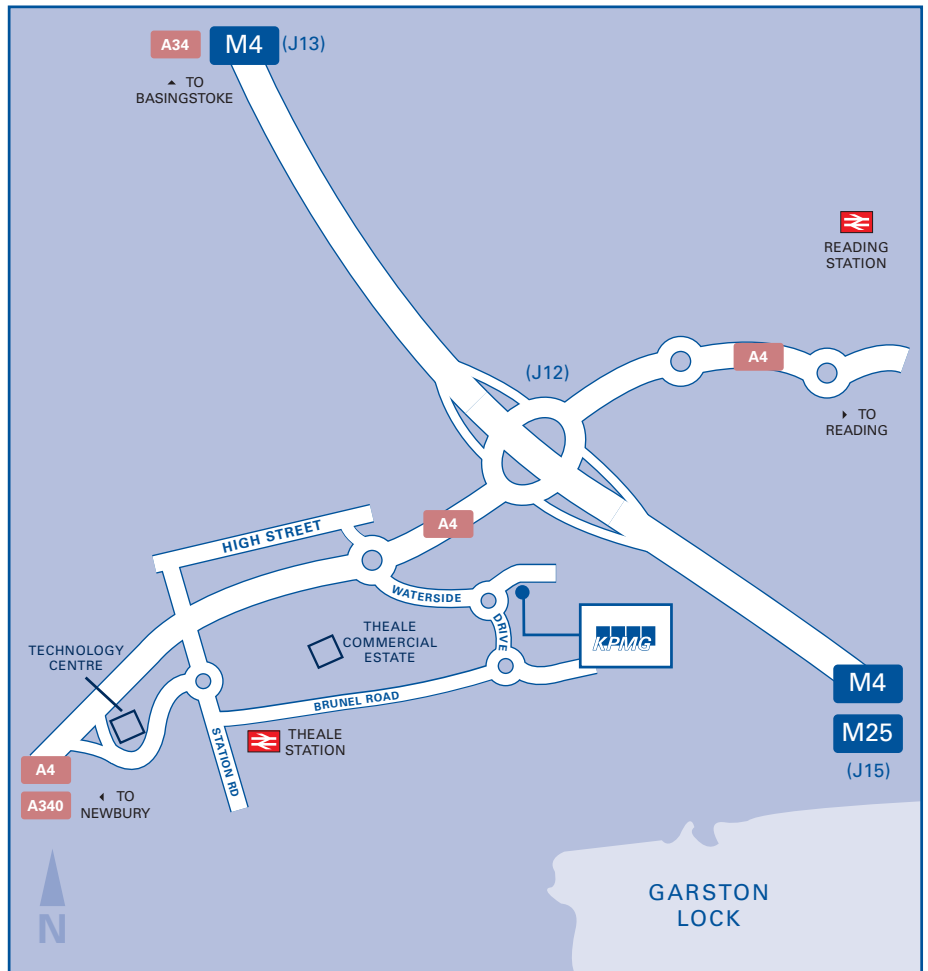 A34
M4
(J13)
TO
BASINGSTOKE
READING
STATION
(J12)
A4
TO
READING
A4
HIGH STREET
WATERSIDE
DRIVE
KPMG
THEALE
COMMERCIAL
ESTATE
TECHNOLOGY
CENTRE
BRUNEL ROAD
STATION RD
THEALE
STATION
M4
M25
(J15)
A4
A340
TO
NEWBURY
GARSTON
LOCK
N